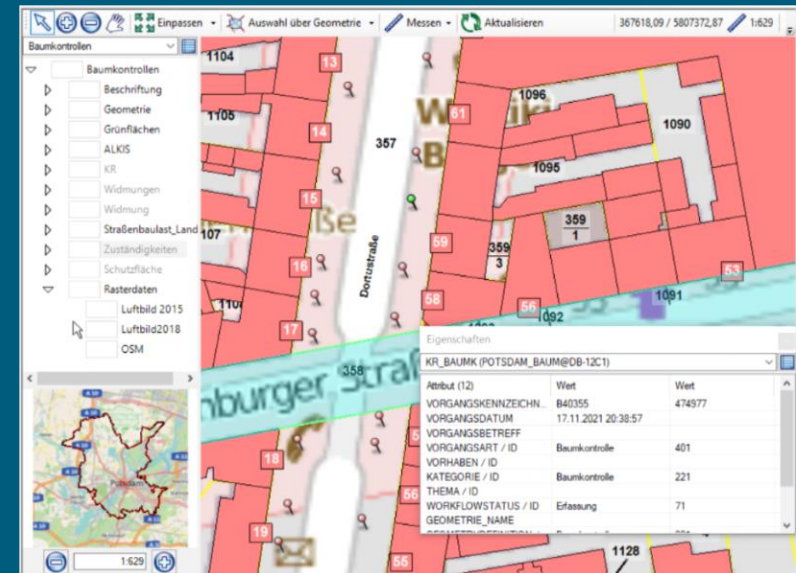 Einpassen
Auswahl über Geometrie
Messen
Aktualisieren
367618,09 / 5807372,87
1:629
Baumkontrollen
Baumkontrollen
Beschriftung
Geometrie
Grünflächen
ALKIS
KR
Widmungen
Widmung
Straßenbaulast_Land
Zuständigkeiten
Schutzfläche
Rasterdaten
Luftbild 2015
Luftbild2018
OSM
Potsdam
1:629
1104
13
1105
14
357
61
1096
1090
1095
15
107
359
1
359
3
59
16
Dortustraße
58
53
56
1091
1092
17
358
nburger Straß
18
19
55
56
1128
Eigenschaften
KR_BAUMK (POTSDAM_BAUM@DB-12C1)
Attribut (12) Wert Wert
VORGANGSKENNZEICHN... B40355 474977
VORGANGSDATUM 17.11.2021 20:38:57
VORGANGSBETREFF
VORGANGSART / ID Baumkontrolle 401
VORHABEN / ID
KATEGORIE / ID Baumkontrolle 221
THEMA / ID
WORKFLOWSTATUS / ID Erfassung 71
GEOMETRIE_NAME